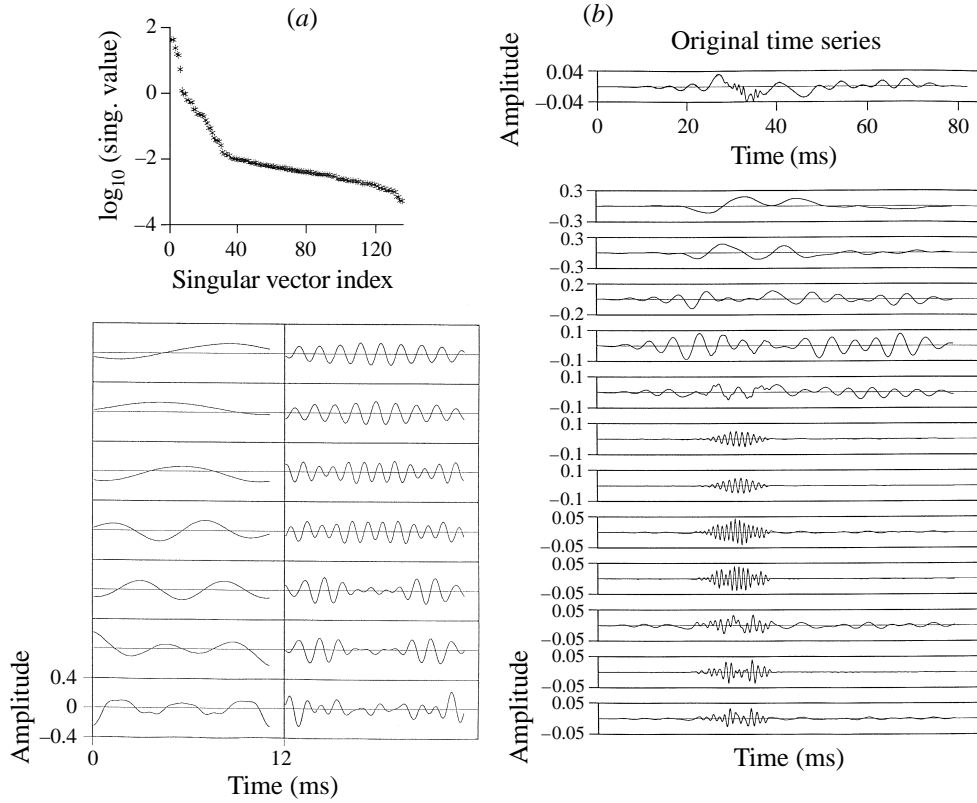 (a)
2
0
−2
−4
log10 (sing. value)
0 40 80 120
Singular vector index
0.4
0
−0.4
Amplitude
0 12
Time (ms)
(b)
Original time series
0.04
−0.04
Amplitude
0 20 40 60 80
Time (ms)
0.3
−0.3
0.3
−0.3
0.2
−0.2
0.1
−0.1
0.1
−0.1
0.1
−0.1
0.1
−0.1
0.05
−0.05
0.05
−0.05
0.05
−0.05
0.05
−0.05
0.05
−0.05
Amplitude
Time (ms)